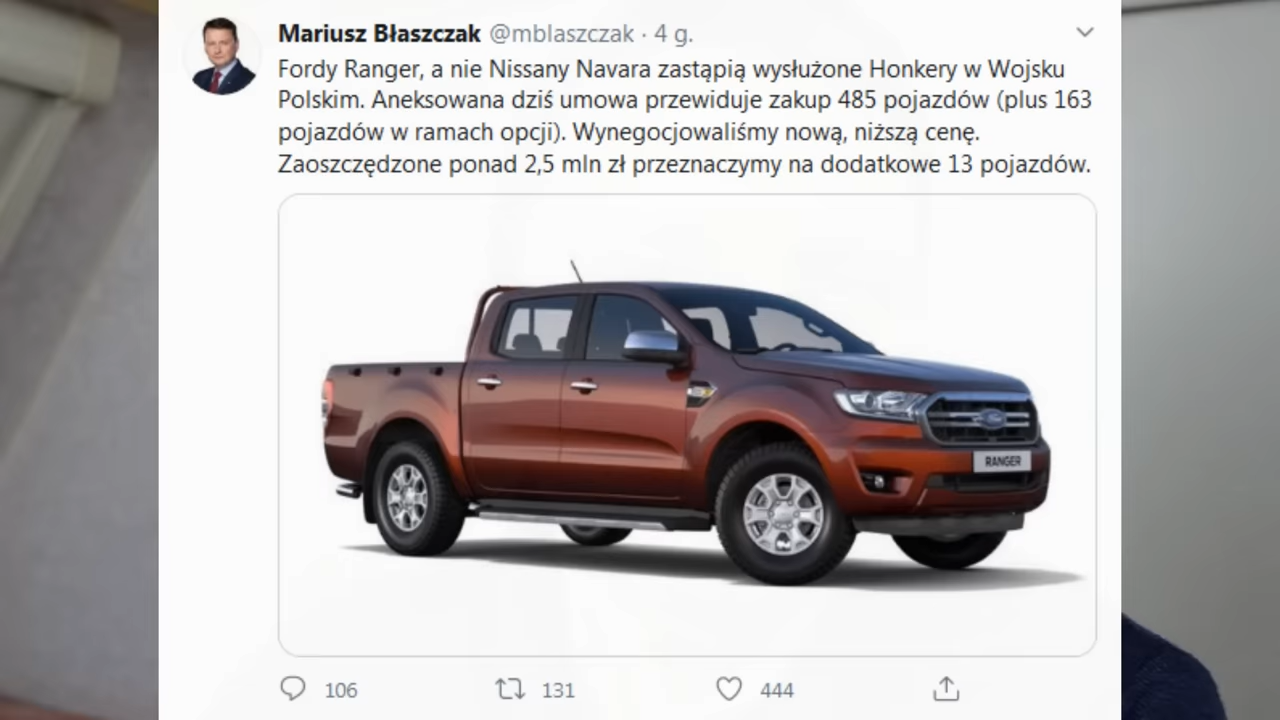 Mariusz Błaszczak @mblaszczak · 4 g.
Fordy Ranger, a nie Nissany Navara zastąpią wysłużone Honkery w Wojsku
Polskim. Aneksowana dziś umowa przewiduje zakup 485 pojazdów (plus 163
pojazdów w ramach opcji). Wynegocjowaliśmy nową, niższą cenę.
Zaoszczędzone ponad 2,5 mln zł przeznaczymy na dodatkowe 13 pojazdów.
Ford
RANGER
106 131 444